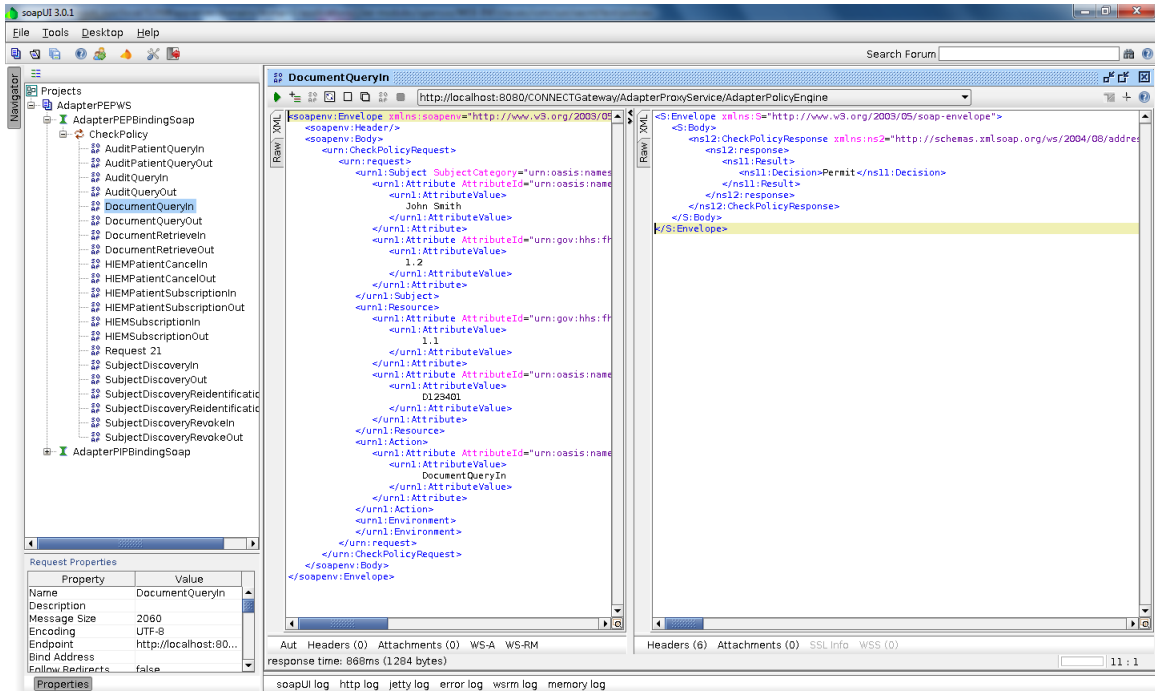 soapUI 3.0.1
File Tools Desktop Help
Search Forum
Navigator
Projects
AdapterPEPWS
AdapterPEPBindingSoap
CheckPolicy
AuditPatientQueryIn
AuditPatientQueryOut
AuditQueryIn
AuditQueryOut
DocumentQueryIn
DocumentQueryOut
DocumentRetrieveIn
DocumentRetrieveOut
HIEMPatientCancelIn
HIEMPatientCancelOut
HIEMPatientSubscriptionIn
HIEMPatientSubscriptionOut
HIEMSubscriptionIn
HIEMSubscriptionOut
Request 21
SubjectDiscoveryIn
SubjectDiscoveryOut
SubjectDiscoveryReidentificatic
SubjectDiscoveryReidentificatic
SubjectDiscoveryRevokeIn
SubjectDiscoveryRevokeOut
AdapterPIPBindingSoap
Request Properties
Property Value
Name DocumentQueryIn
Description
Message Size 2060
Encoding UTF-8
Endpoint http://localhost:80...
Bind Address
Follow Redirects false
Properties
DocumentQueryIn
http://localhost:8080/CONNECTGateway/AdapterProxyService/AdapterPolicyEngine
XML
Raw
<soapenv:Envelope xmlns:soapenv="http://www.w3.org/2003/05
<soapenv:Header/>
<soapenv:Body>
<urn:CheckPolicyRequest>
<urn:request>
<urn1:Subject SubjectCategory="urn:oasis:names
<urn1:Attribute AttributeId="urn:oasis:name
<urn1:AttributeValue>
John Smith
</urn1:AttributeValue>
</urn1:Attribute>
<urn1:Attribute AttributeId="urn:gov:hhs:fh
<urn1:AttributeValue>
1.2
</urn1:AttributeValue>
</urn1:Attribute>
</urn1:Subject>
<urn1:Resource>
<urn1:Attribute AttributeId="urn:gov:hhs:fh
<urn1:AttributeValue>
1.1
</urn1:AttributeValue>
</urn1:Attribute>
<urn1:Attribute AttributeId="urn:oasis:name
<urn1:AttributeValue>
D123401
</urn1:AttributeValue>
</urn1:Attribute>
</urn1:Resource>
<urn1:Action>
<urn1:Attribute AttributeId="urn:oasis:name
<urn1:AttributeValue>
DocumentQueryIn
</urn1:AttributeValue>
</urn1:Attribute>
</urn1:Action>
<urn1:Environment>
</urn1:Environment>
</urn:request>
</urn:CheckPolicyRequest>
</soapenv:Body>
</soapenv:Envelope>
Aut Headers (0) Attachments (0) WS-A WS-RM
XML
Raw
<S:Envelope xmlns:S="http://www.w3.org/2003/05/soap-envelope">
<S:Body>
<ns12:CheckPolicyResponse xmlns:ns2="http://schemas.xmlsoap.org/ws/2004/08/addres
<ns12:response>
<ns11:Result>
<ns11:Decision>Permit</ns11:Decision>
</ns11:Result>
</ns12:response>
</ns12:CheckPolicyResponse>
</S:Body>
</S:Envelope>
Headers (6) Attachments (0) SSL Info WSS (0)
response time: 868ms (1284 bytes)
11 : 1
soapUI log http log jetty log error log wsrm log memory log